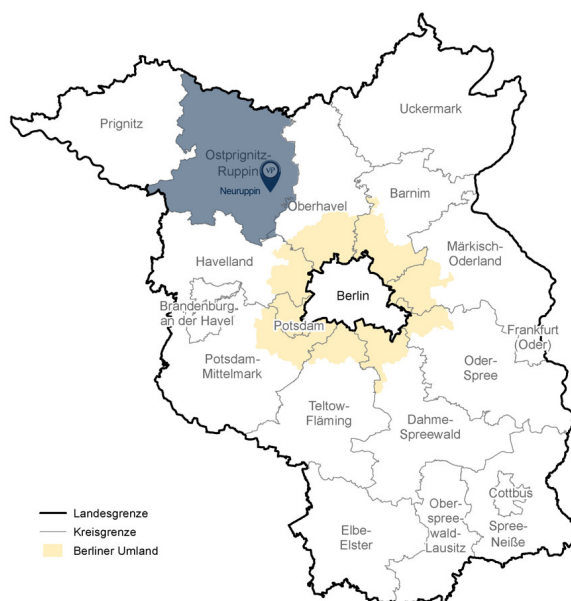 Uckermark
Prignitz
Ostprignitz-
Ruppin
VP
Neuruppin
Barnim
Oberhavel
Märkisch-
Oderland
Havelland
Berlin
Brandenburg
an der Havel
Potsdam
Frankfurt
(Oder)
Potsdam-
Mittelmark
Oder-
Spree
Teltow-
Fläming
Dahme-
Spreewald
Cottbus
Ober-
spree-
wald-
Lausitz
Spree-
Neiße
Elbe-
Elster
Landesgrenze
Kreisgrenze
Berliner Umland